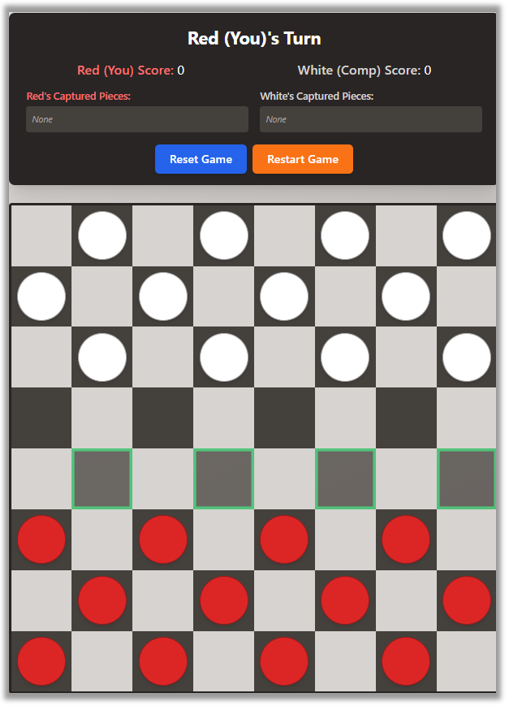 Red (You)'s Turn
Red (You) Score: 0
White (Comp) Score: 0
Red's Captured Pieces:
White's Captured Pieces:
None
None
Reset Game
Restart Game